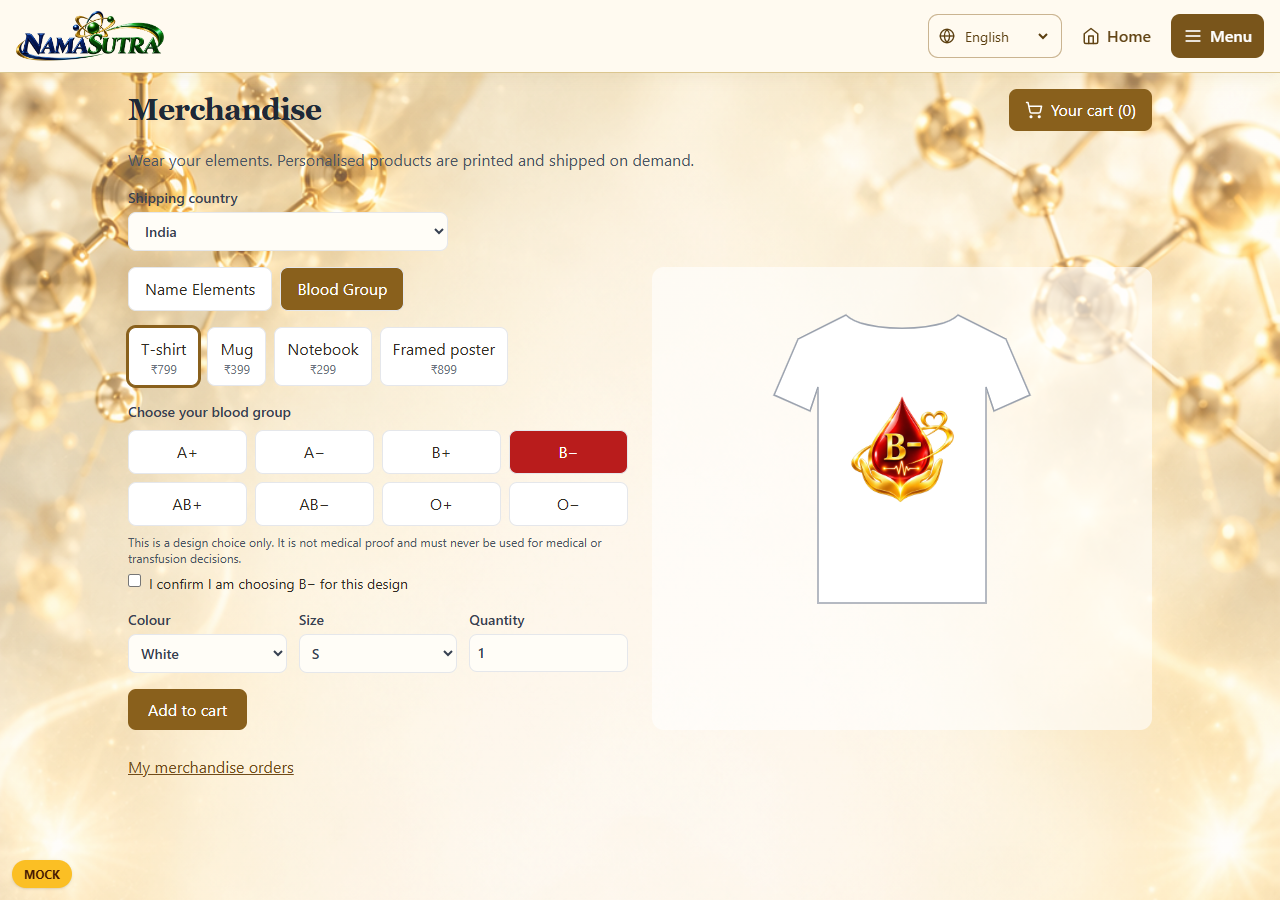 NAMASUTRA
English
Home
Menu
Merchandise
Your cart (0)
Wear your elements. Personalised products are printed and shipped on demand.
Shipping country
India
Name Elements
Blood Group
T-shirt
₹799
Mug
₹399
Notebook
₹299
Framed poster
₹899
Choose your blood group
A+
A−
B+
B−
AB+
AB−
O+
O−
This is a design choice only. It is not medical proof and must never be used for medical or
transfusion decisions.
I confirm I am choosing B− for this design
Colour
Size
Quantity
White
S
1
Add to cart
My merchandise orders
B−
MOCK